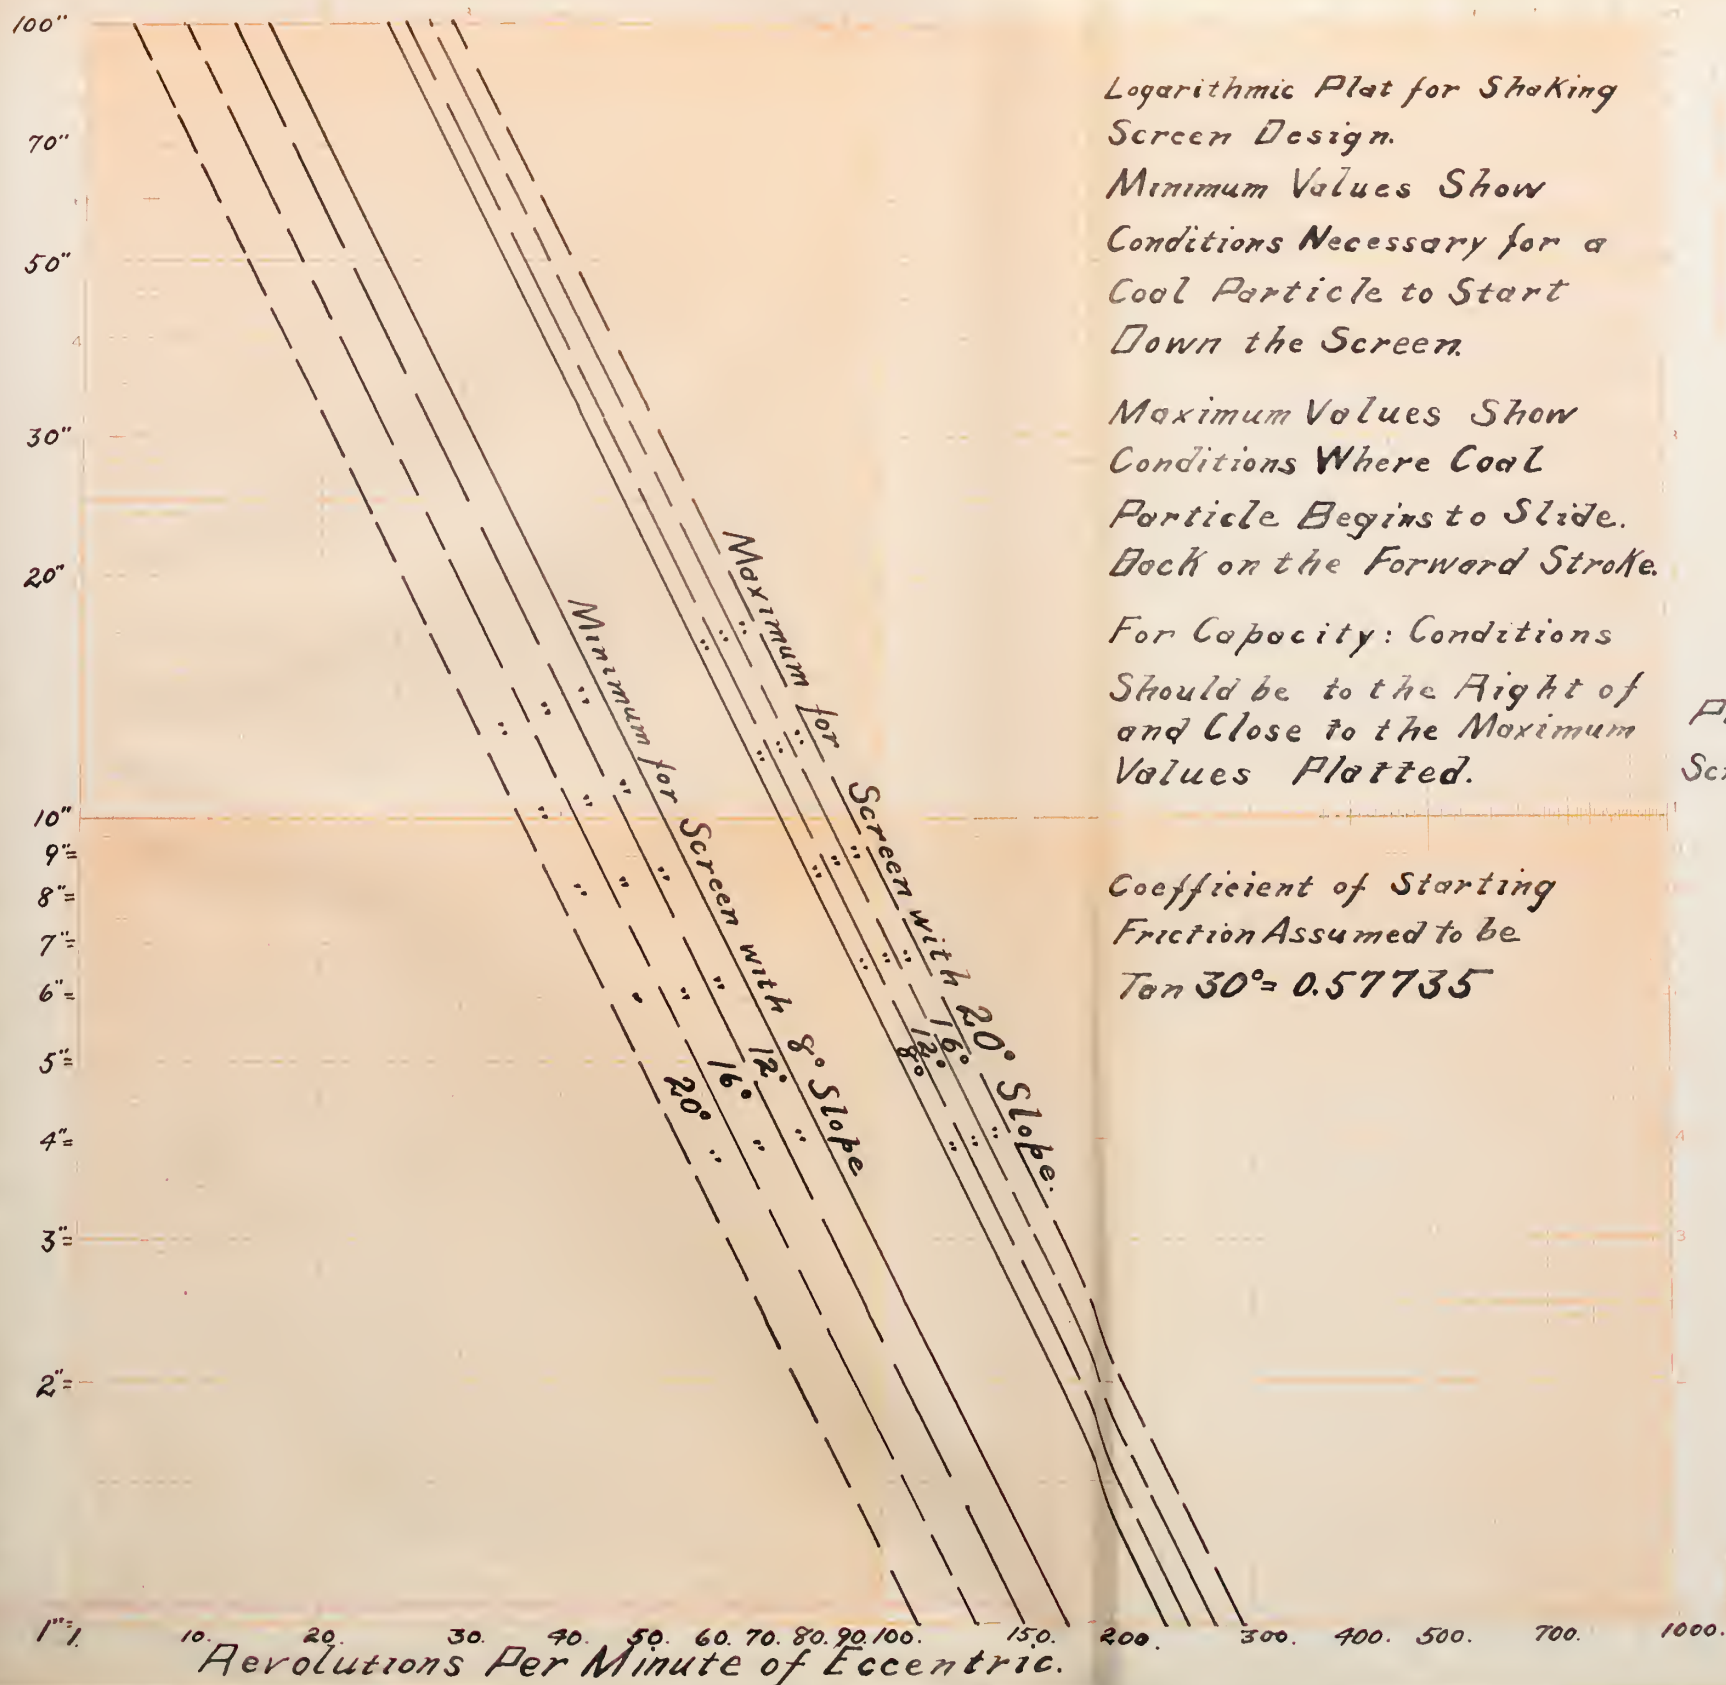 100"
70"
50"
30"
20"
10"
9"=
8"=
7"=
6"=
5"=
4"=
3"=
2"=
1"=
Logarithmic Plat for Shaking
Screen Design.
Minimum Values Show
Conditions Necessary for a
Coal Particle to Start
Down the Screen.
Maximum Values Show
Conditions Where Coal
Particle Begins to Slide.
Back on the Forward Stroke.
For Capacity: Conditions
Should be to the Right of
and Close to the Maximum
Values Platted.
Coefficient of Starting
Friction Assumed to be
Tan 30°= 0.57735
Maximum for Screen with 20° Slope.
" " " " 16° "
" " " " 12° "
" " " " 8° "
Minimum for Screen with 8° Slope
" " " " 12° "
" " " " 16° "
" " " " 20° "
1. 10. 20. 30. 40. 50. 60. 70. 80. 90. 100. 150. 200. 300. 400. 500. 700. 1000.
Revolutions Per Minute of Eccentric.